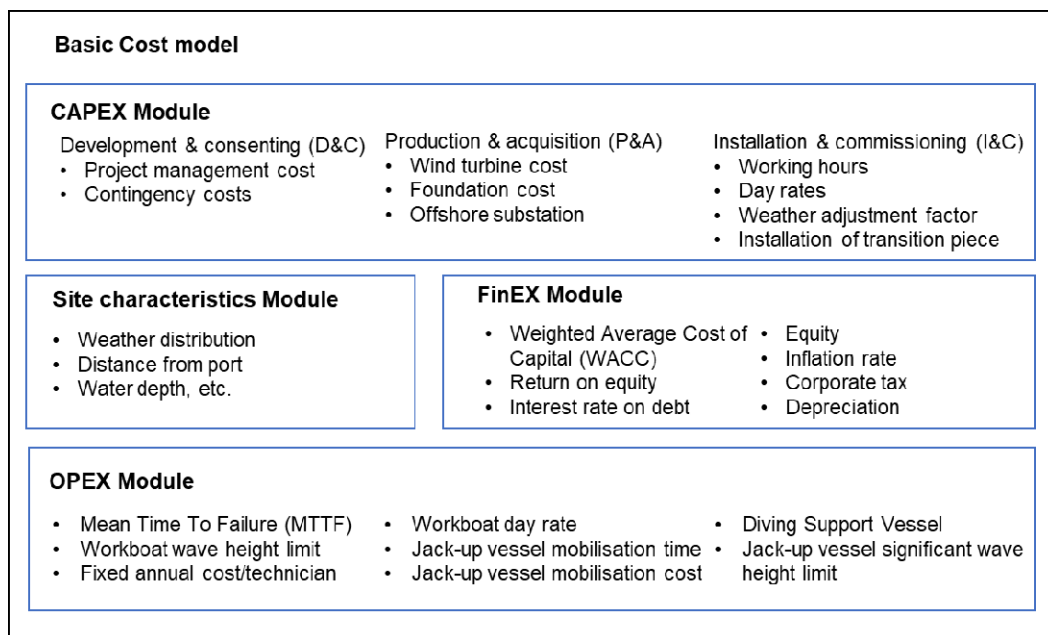 Basic Cost model
CAPEX Module
Development & consenting (D&C)
• Project management cost
• Contingency costs
Production & acquisition (P&A)
• Wind turbine cost
• Foundation cost
• Offshore substation
Installation & commissioning (I&C)
• Working hours
• Day rates
• Weather adjustment factor
• Installation of transition piece
Site characteristics Module
• Weather distribution
• Distance from port
• Water depth, etc.
FinEX Module
• Weighted Average Cost of
Capital (WACC)
• Return on equity
• Interest rate on debt
• Equity
• Inflation rate
• Corporate tax
• Depreciation
OPEX Module
• Mean Time To Failure (MTTF)
• Workboat wave height limit
• Fixed annual cost/technician
• Workboat day rate
• Jack-up vessel mobilisation time
• Jack-up vessel mobilisation cost
• Diving Support Vessel
• Jack-up vessel significant wave
height limit